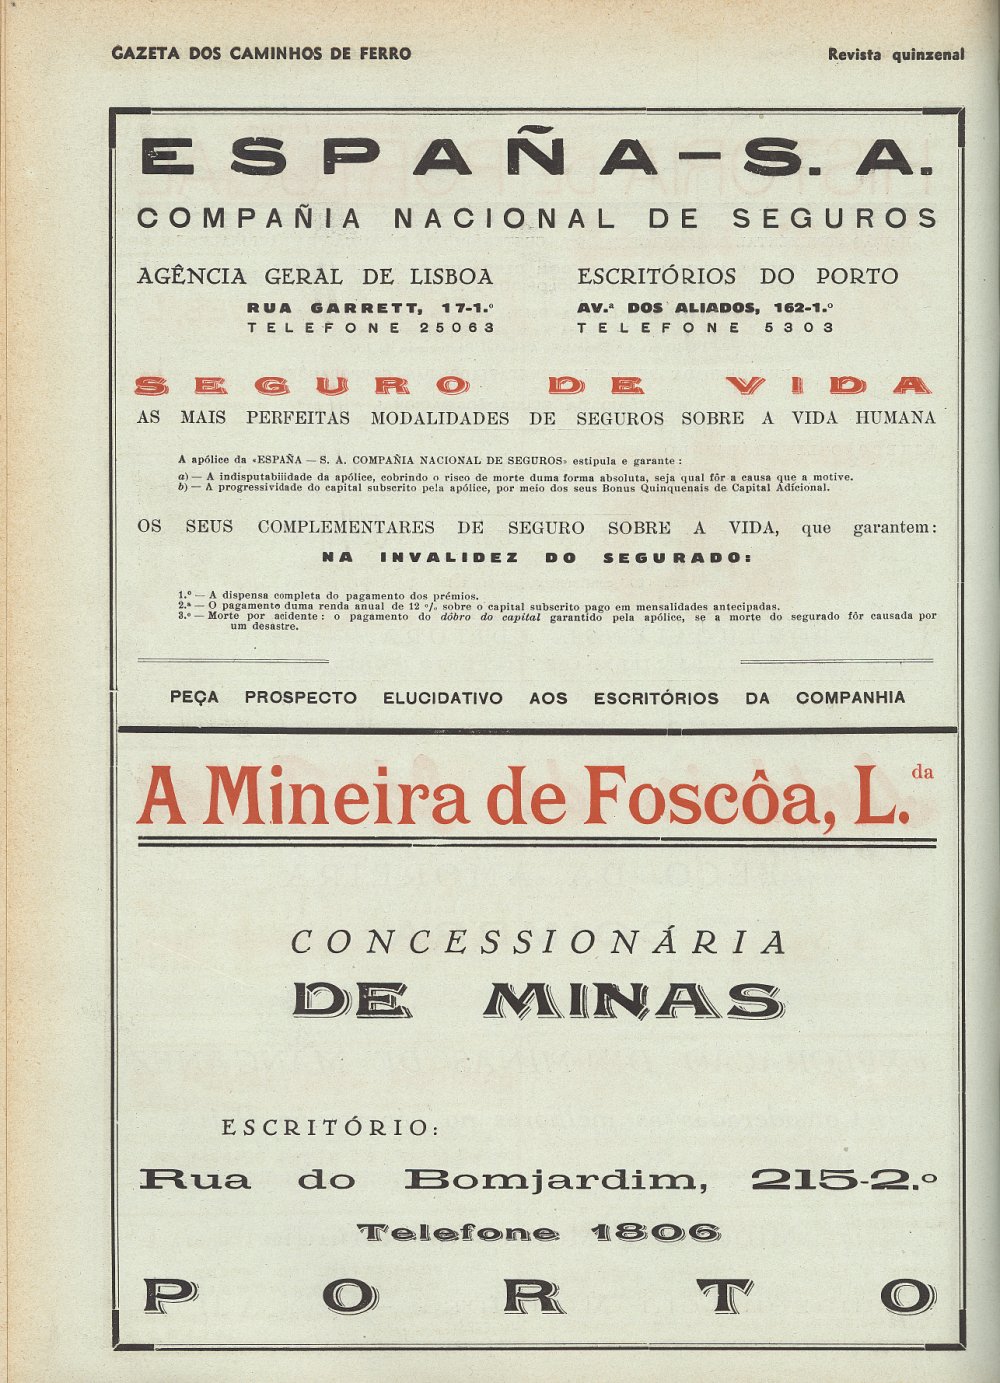 GAZETA DOS CAMINHOS DE FERRO
Revista quinzenal
ESPAÑA—S. A.
COMPAÑIA NACIONAL DE SEGUROS
AGÊNCIA GERAL DE LISBOA
RUA GARRETT, 17-1.º
TELEFONE 25063
ESCRITÓRIOS DO PORTO
AV.ª DOS ALIADOS, 162-1.º
TELEFONE 5303
SEGURO DE VIDA
AS MAIS PERFEITAS MODALIDADES DE SEGUROS SOBRE A VIDA HUMANA
A apólice da «ESPAÑA — S. A. COMPAÑIA NACIONAL DE SEGUROS» estipula e garante :
a) — A indisputabilidade da apólice, cobrindo o risco de morte duma forma absoluta, seja qual fôr a causa que a motive.
b) — A progressividade do capital subscrito pela apólice, por meio dos seus Bonus Quinquenais de Capital Adicional.
OS SEUS COMPLEMENTARES DE SEGURO SOBRE A VIDA, que garantem:
NA INVALIDEZ DO SEGURADO:
1.º — A dispensa completa do pagamento dos prémios.
2.ª — O pagamento duma renda anual de 12 % sobre o capital subscrito pago em mensalidades antecipadas.
3.º — Morte por acidente : o pagamento do dôbro do capital garantido pela apólice, se a morte do segurado fôr causada por
um desastre.
PEÇA PROSPECTO ELUCIDATIVO AOS ESCRITÓRIOS DA COMPANHIA
A Mineira de Foscôa, L.da
CONCESSIONÁRIA
DE MINAS
ESCRITÓRIO:
Rua do Bomjardim, 215-2.º
Telefone 1806
PORTO